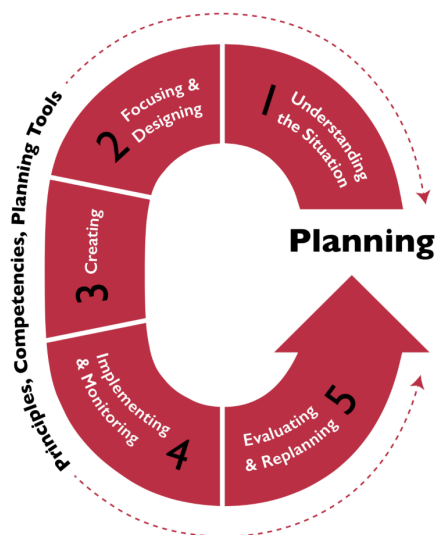 Principles, Competencies, Planning Tools
1
Understanding
the Situation
2
Focusing &
Designing
3
Creating
4
Implementing
& Monitoring
5
Evaluating
& Replanning
Planning